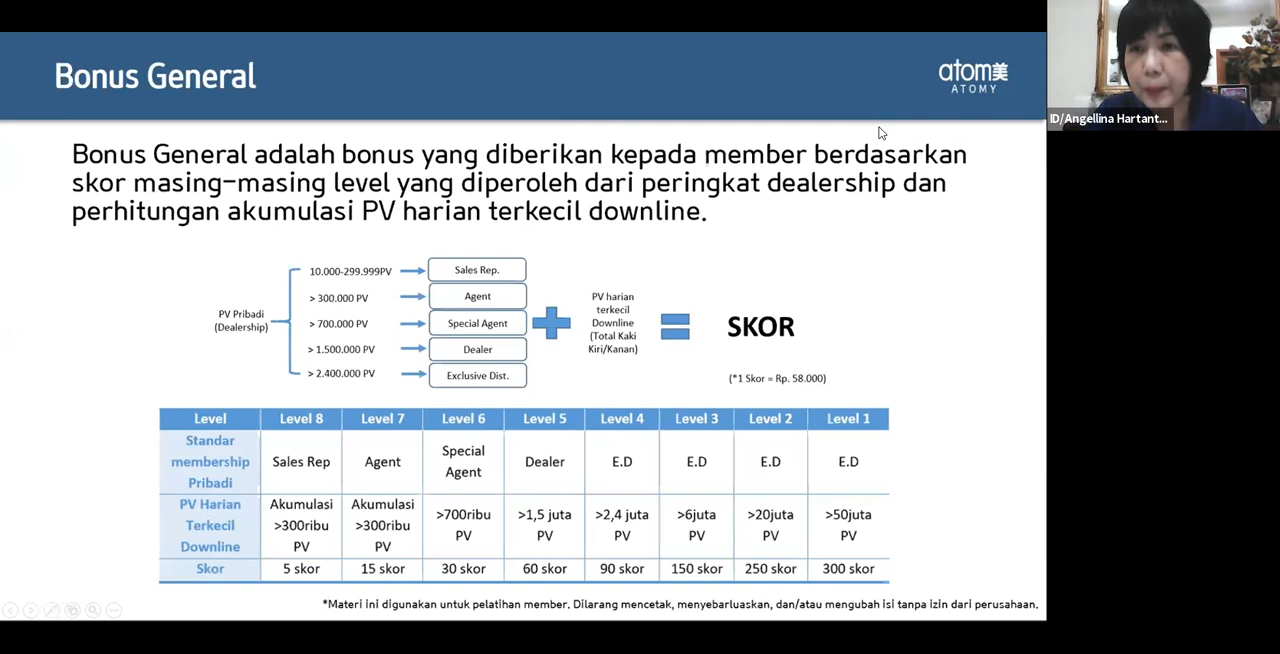 Bonus General
atom美
ATOMY
ID/Angellina Hartant...
Bonus General adalah bonus yang diberikan kepada member berdasarkan
skor masing-masing level yang diperoleh dari peringkat dealership dan
perhitungan akumulasi PV harian terkecil downline.
PV Pribadi
(Dealership)
10.000-299.999PV
Sales Rep.
> 300.000 PV
Agent
> 700.000 PV
Special Agent
> 1.500.000 PV
Dealer
> 2.400.000 PV
Exclusive Dist.
PV harian
terkecil
Downline
(Total Kaki
Kiri/Kanan)
SKOR
(*1 Skor = Rp. 58.000)
Level Level 8 Level 7 Level 6 Level 5 Level 4 Level 3 Level 2 Level 1
Standar
membership
Pribadi
Sales Rep
Agent
Special
Agent
Dealer
E.D
E.D
E.D
E.D
PV Harian
Terkecil
Downline
Akumulasi
>300ribu
PV
Akumulasi
>300ribu
PV
>700ribu
PV
>1,5 juta
PV
>2,4 juta
PV
>6juta
PV
>20juta
PV
>50juta
PV
Skor 5 skor 15 skor 30 skor 60 skor 90 skor 150 skor 250 skor 300 skor
*Materi ini digunakan untuk pelatihan member. Dilarang mencetak, menyebarluaskan, dan/atau mengubah isi tanpa izin dari perusahaan.